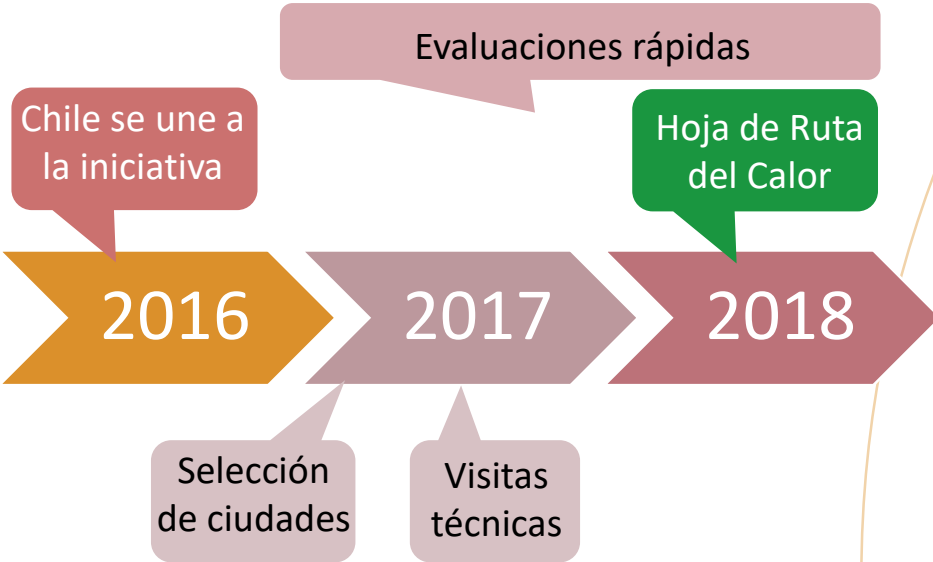 Evaluaciones rápidas
Chile se une a
la iniciativa
Hoja de Ruta
del Calor
2016
2017
2018
Selección
de ciudades
Visitas
técnicas